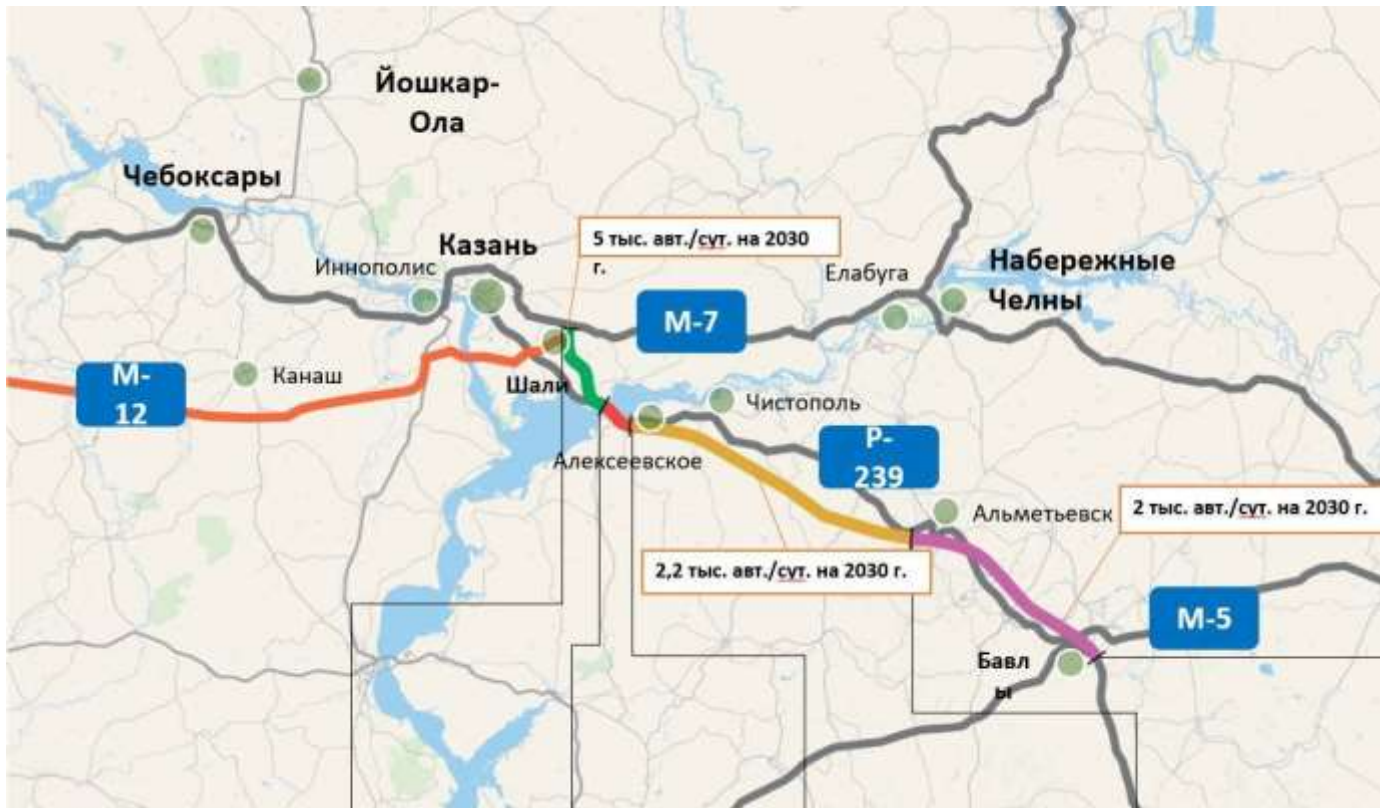 Йошкар-
Ола
Чебоксары
Казань
5 тыс. авт./сут. на 2030
г.
Иннополис
Елабуга
Набережные
Челны
М-7
М-
12
Канаш
Шали
Чистополь
Алексеевское
Р-
239
Альметьевск
2 тыс. авт./сут. на 2030 г.
2,2 тыс. авт./сут. на 2030 г.
М-5
Бавл
ы